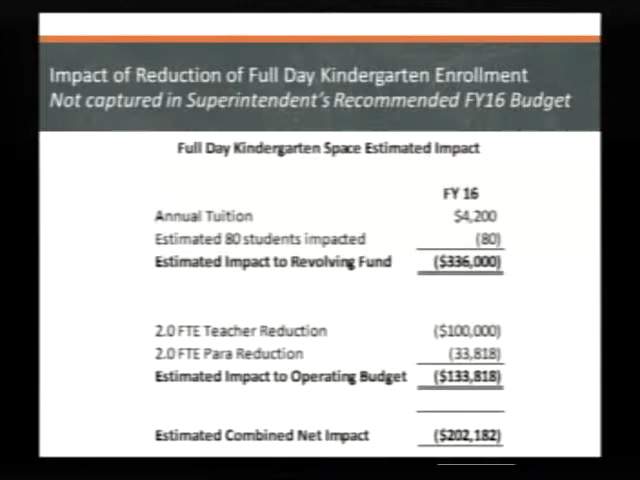 Impact of Reduction of Full Day Kindergarten Enrollment
Not captured in Superintendent's Recommended FY16 Budget
Full Day Kindergarten Space Estimated Impact
FY 16
Annual Tuition $4,200
Estimated 80 students impacted (80)
Estimated Impact to Revolving Fund ($336,000)
2.0 FTE Teacher Reduction ($100,000)
2.0 FTE Para Reduction (33,818)
Estimated Impact to Operating Budget ($133,818)
Estimated Combined Net Impact ($202,182)